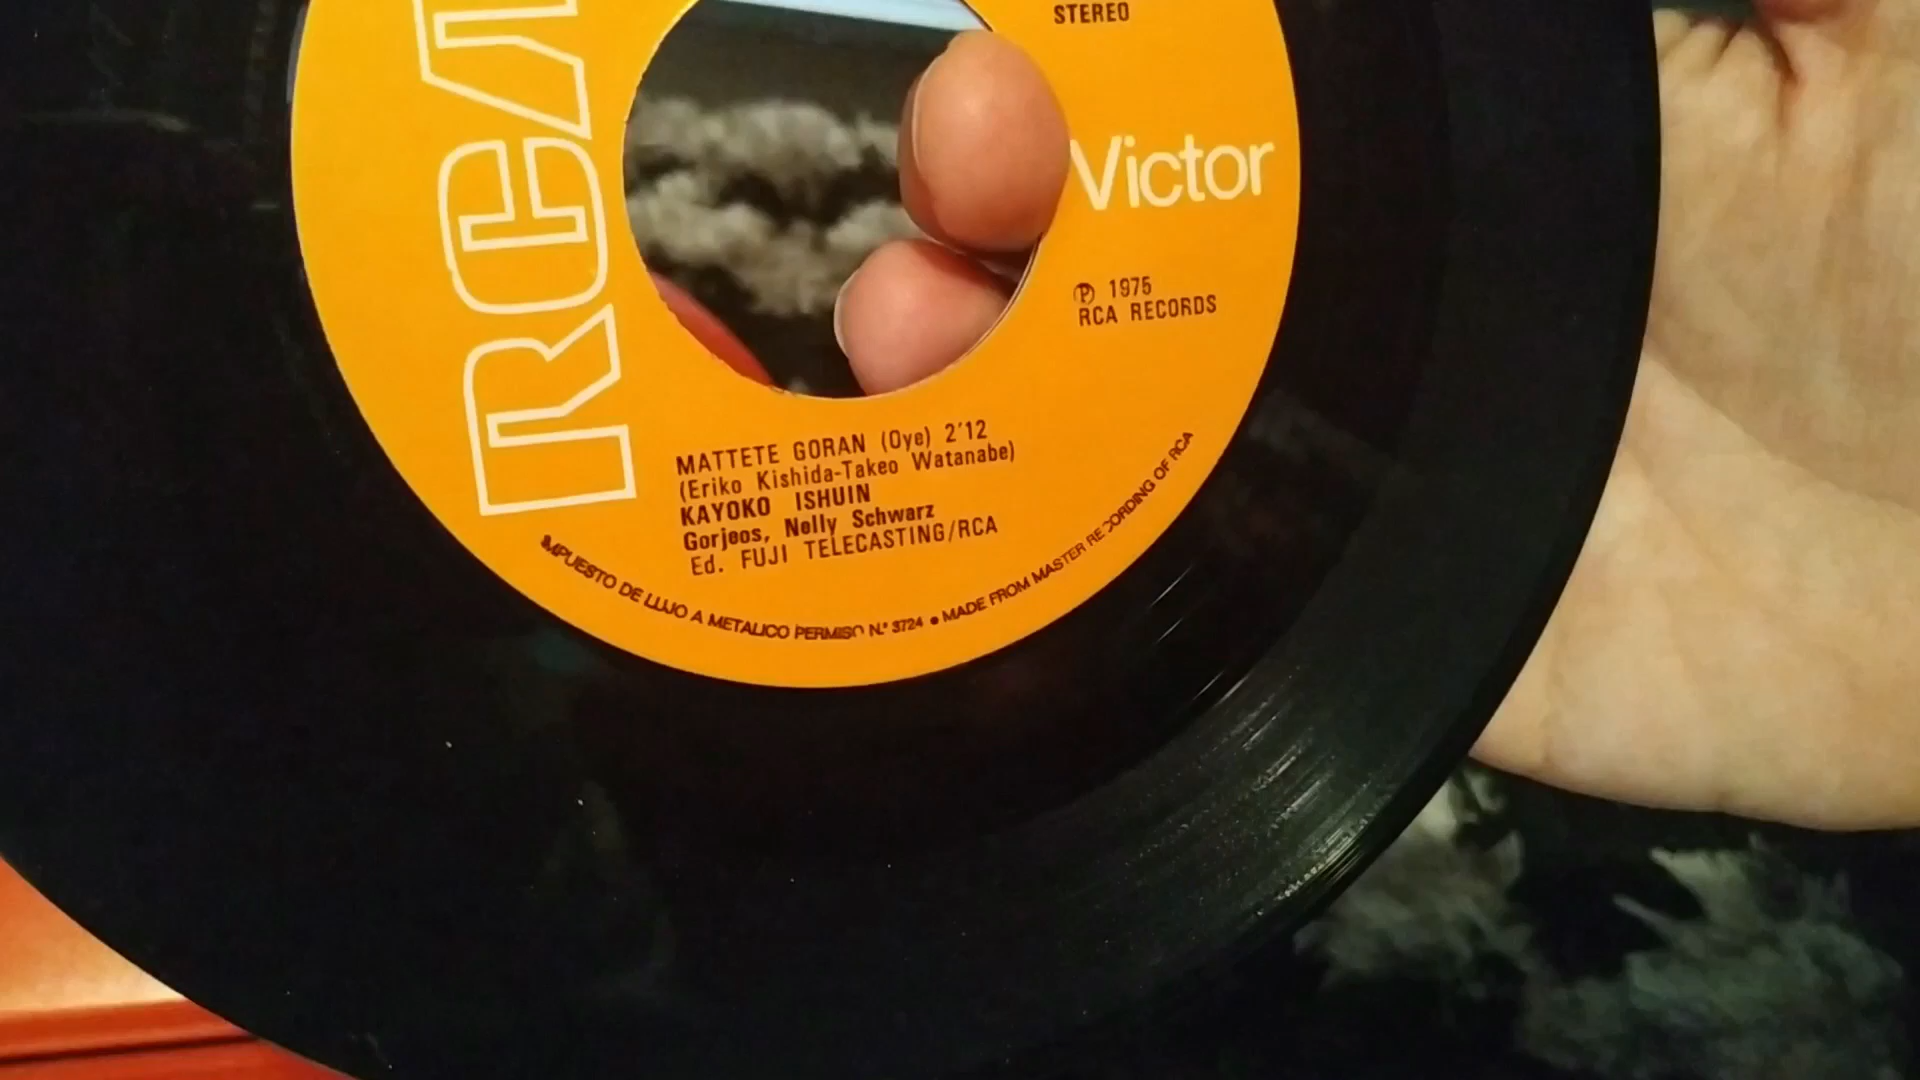 STEREO
RCA
Victor
Ⓟ 1975
RCA RECORDS
MATTETE GORAN (Oye) 2'12
(Eriko Kishida-Takeo Watanabe)
KAYOKO ISHUIN
Gorjeos, Nelly Schwarz
Ed. FUJI TELECASTING/RCA
IMPUESTO DE LUJO A METALICO PERMISO N.º 3724 ● MADE FROM MASTER RECORDING OF RCA